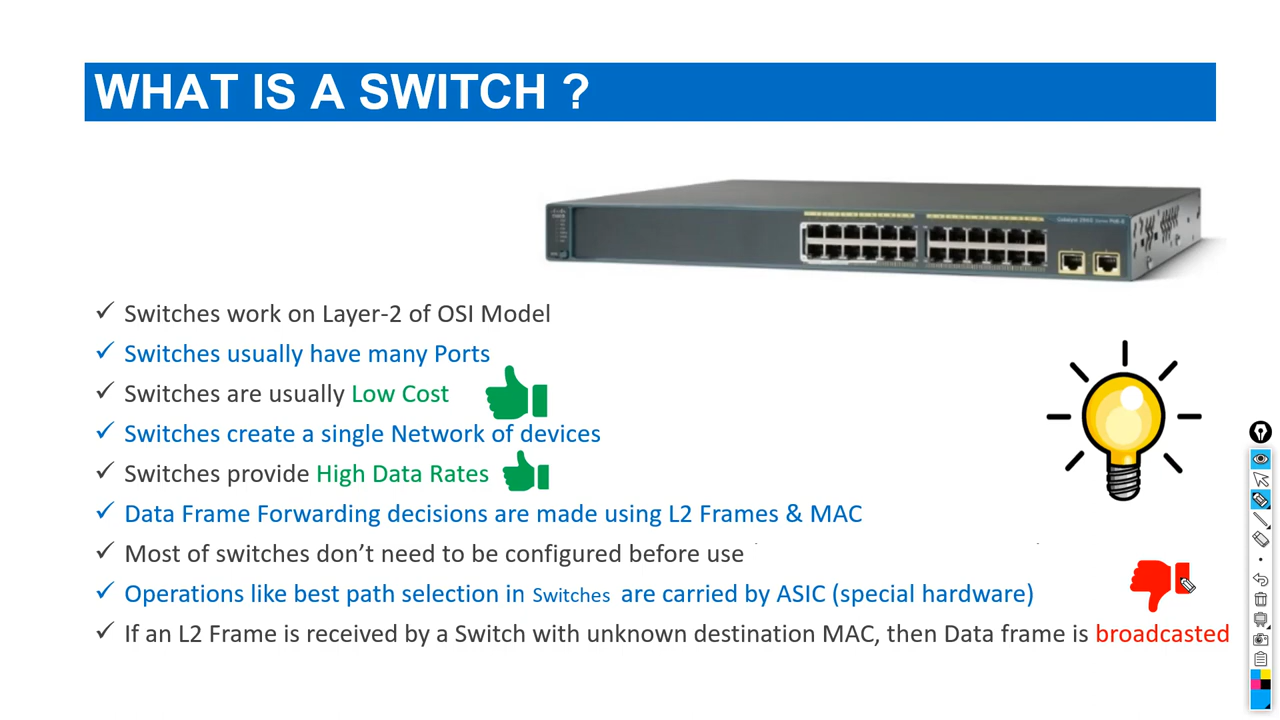 WHAT IS A SWITCH ?
Switches work on Layer-2 of OSI Model
Switches usually have many Ports
Switches are usually Low Cost
Switches create a single Network of devices
Switches provide High Data Rates
Data Frame Forwarding decisions are made using L2 Frames & MAC
Most of switches don’t need to be configured before use
Operations like best path selection in Switches are carried by ASIC (special hardware)
If an L2 Frame is received by a Switch with unknown destination MAC, then Data frame is broadcasted